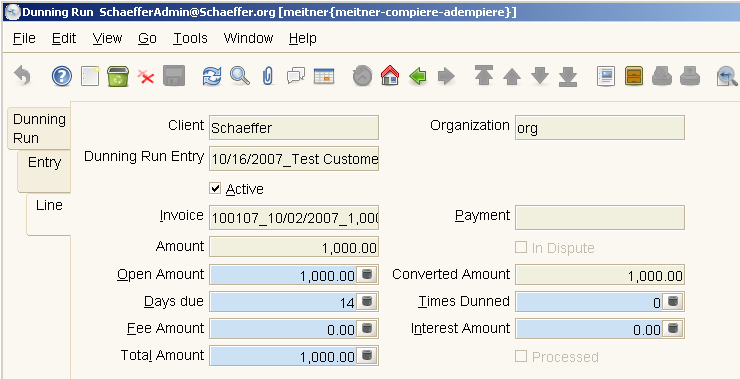 Dunning Run SchaefferAdmin@Schaeffer.org [meitner{meitner-compiere-adempiere}]
File Edit View Go Tools Window Help
Dunning
Run
Entry
Line
Client Schaeffer Organization org
Dunning Run Entry 10/16/2007_Test Custome
Active
Invoice 100107_10/02/2007_1,000 Payment
Amount 1,000.00 In Dispute
Open Amount 1,000.00 Converted Amount 1,000.00
Days due 14 Times Dunned 0
Fee Amount 0.00 Interest Amount 0.00
Total Amount 1,000.00 Processed